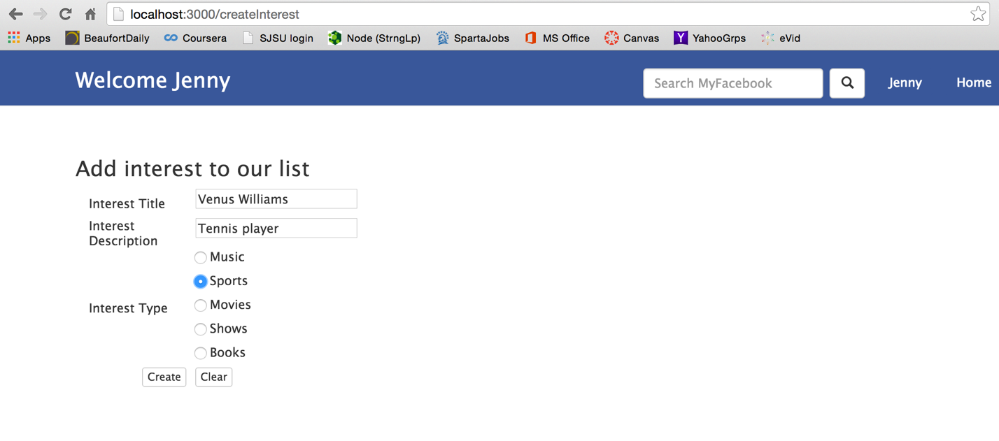 localhost:3000/createInterest
Apps BeaufortDaily Coursera SJSU login Node (StrngLp) SpartaJobs MS Office Canvas Y YahooGrps eVid
Welcome Jenny Search MyFacebook Jenny Home
Add interest to our list
Interest Title Venus Williams
Interest
Description
Tennis player
Music
Sports
Interest Type
Movies
Shows
Books
Create Clear